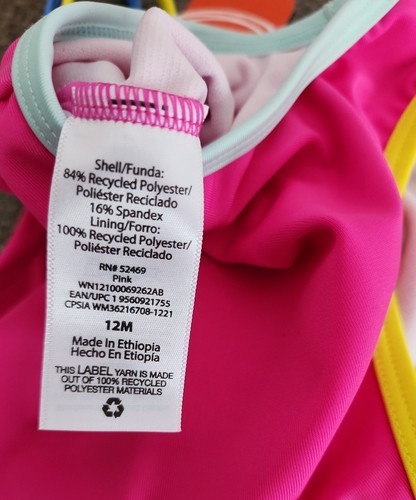 Shell/Funda:
84% Recycled Polyester/
Poliéster Reciclado
16% Spandex
Lining/Forro:
100% Recycled Polyester/
Poliéster Reciclado
RN# 52469
Pink
WN12100069262AB
EAN/UPC 1 9560921755
CPSIA WM36216708-1221
12M
Made In Ethiopia
Hecho En Etiopía
THIS LABEL YARN IS MADE
OUT OF 100% RECYCLED
POLYESTER MATERIALS